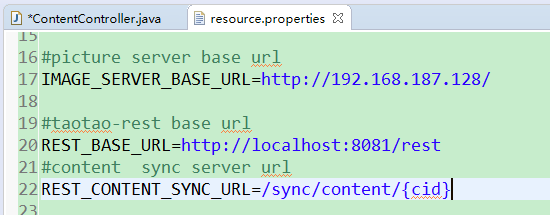 *ContentController.java resource.properties
15
16 #picture server base url
17 IMAGE_SERVER_BASE_URL=http://192.168.187.128/
18
19 #taotao-rest base url
20 REST_BASE_URL=http://localhost:8081/rest
21 #content  sync server url
22 REST_CONTENT_SYNC_URL=/sync/content/{cid}
23